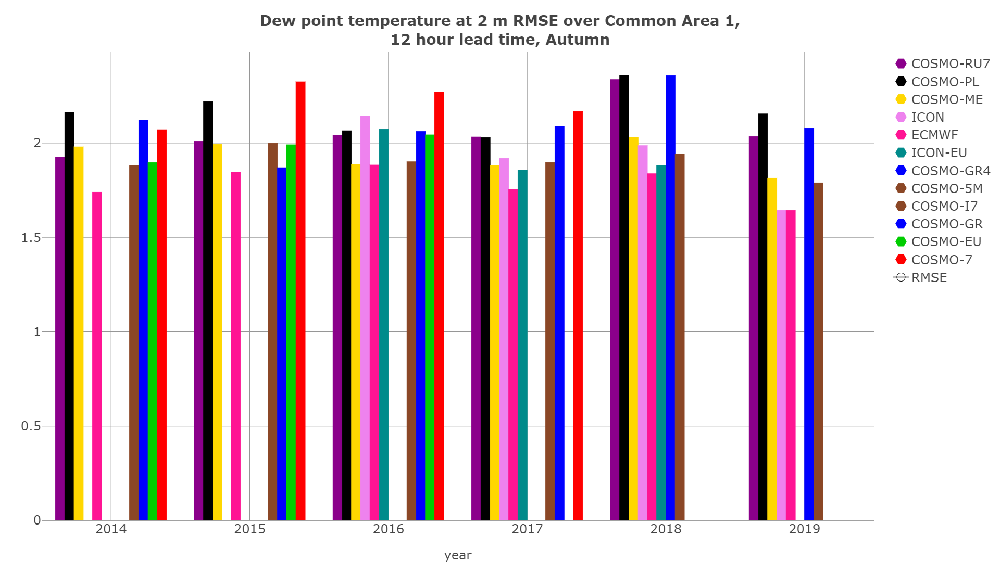 Dew point temperature at 2 m RMSE over Common Area 1,
12 hour lead time, Autumn
COSMO-RU7
COSMO-PL
COSMO-ME
ICON
ECMWF
ICON-EU
COSMO-GR4
COSMO-5M
COSMO-I7
COSMO-GR
COSMO-EU
COSMO-7
RMSE
2
1.5
1
0.5
0
2014 2015 2016 2017 2018 2019
year